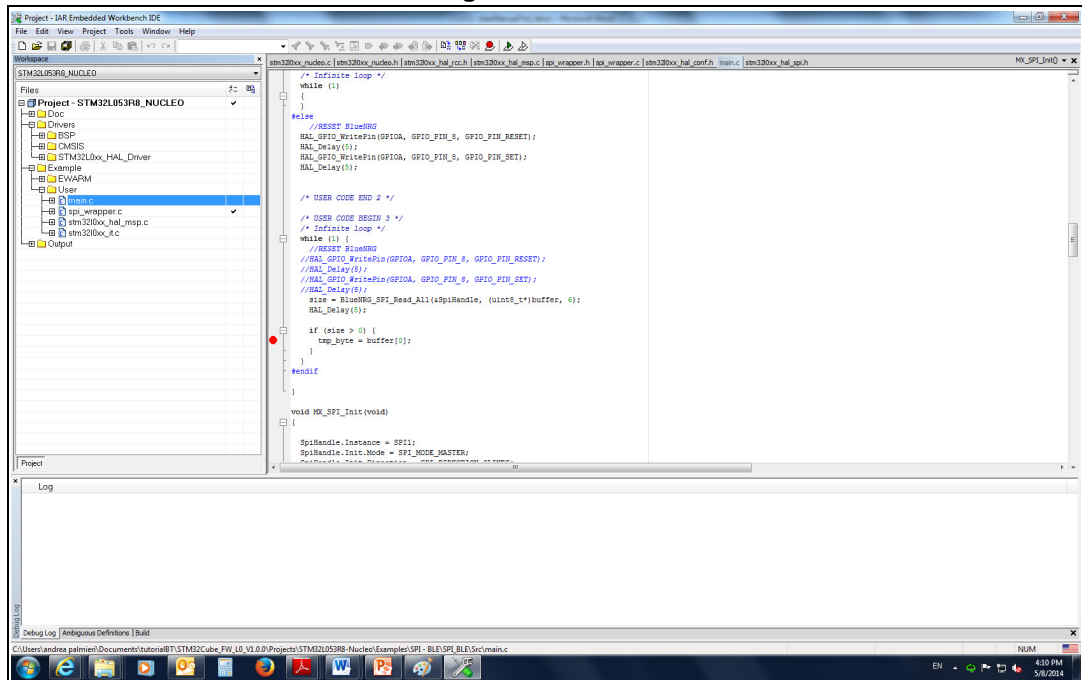 Project - IAR Embedded Workbench IDE
File Edit View Project Tools Window Help
Workspace
STM32L053R8_NUCLEO
Files
Project - STM32L053R8_NUCLEO
Doc
Drivers
BSP
CMSIS
STM32L0xx_HAL_Driver
Example
EWARM
User
main.c
spi_wrapper.c
stm32l0xx_hal_msp.c
stm32l0xx_it.c
Output
Project
stm32l0xx_nucleo.c | stm32l0xx_nucleo.h | stm32l0xx_hal_rcc.h | stm32l0xx_hal_msp.c | spi_wrapper.h | spi_wrapper.c | stm32l0xx_hal_conf.h main.c | stm32l0xx_hal_spi.h
MX_SPI_Init()
/* Infinite loop */
while (1)
{
}
#else
//RESET BlueNRG
HAL_GPIO_WritePin(GPIOA, GPIO_PIN_8, GPIO_PIN_RESET);
HAL_Delay(5);
HAL_GPIO_WritePin(GPIOA, GPIO_PIN_8, GPIO_PIN_SET);
HAL_Delay(5);
/* USER CODE END 2 */
/* USER CODE BEGIN 3 */
/* Infinite loop */
while (1) {
//RESET BlueNRG
//HAL_GPIO_WritePin(GPIOA, GPIO_PIN_8, GPIO_PIN_RESET);
//HAL_Delay(5);
//HAL_GPIO_WritePin(GPIOA, GPIO_PIN_8, GPIO_PIN_SET);
//HAL_Delay(5);
size = BlueNRG_SPI_Read_All(&SpiHandle, (uint8_t*)buffer, 6);
HAL_Delay(5);
if (size > 0) {
tmp_byte = buffer[0];
}
}
#endif
}
void MX_SPI_Init(void)
{
SpiHandle.Instance = SPI1;
SpiHandle.Init.Mode = SPI_MODE_MASTER;
Log
Debug Log
Debug Log | Ambiguous Definitions | Build
C:\Users\andrea palmieri\Documents\tutorialBT\STM32Cube_FW_L0_V1.0.0\Projects\STM32L053R8-Nucleo\Examples\SPI - BLE\SPI_BLE\Src\main.c
NUM
EN
4:10 PM
5/8/2014